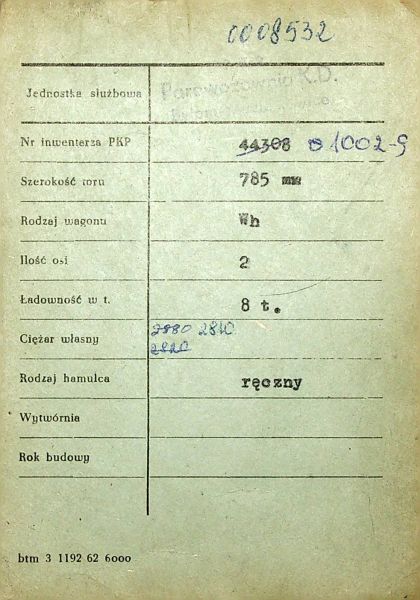 0008532
Jednostka służbowa
Parowozownia K.D.
Nr inwentarza PKP 44308 01002-9
Szerokość toru 785 mm
Rodzaj wagonu Wh
Ilość osi 2
Ładowność w t. 8 t.
Ciężar własny 2880 2810
2820
Rodzaj hamulca ręczny
Wytwórnia
Rok budowy
btm 3 1192 62 6000